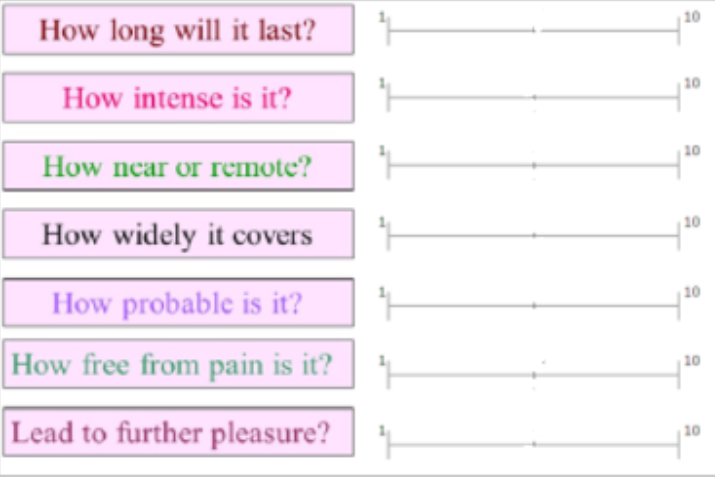 How long will it last? 1 10
How intense is it? 1 10
How near or remote? 1 10
How widely it covers 1 10
How probable is it? 1 10
How free from pain is it? 1 10
Lead to further pleasure? 1 10